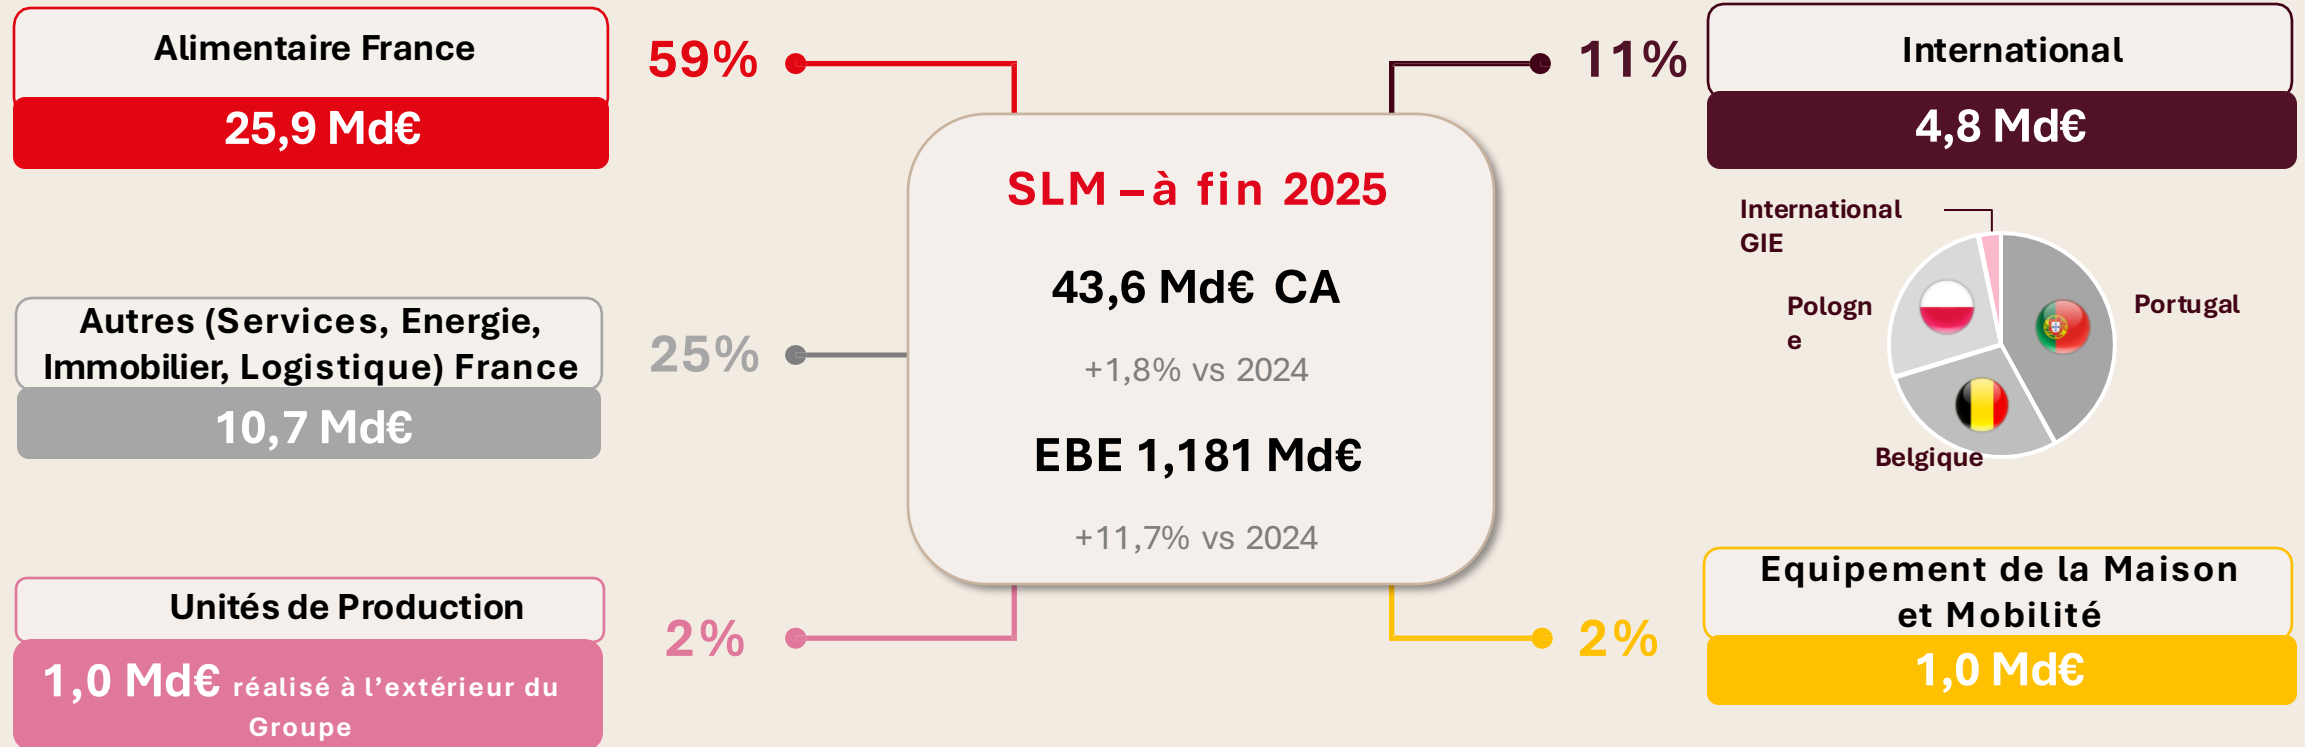 Alimentaire France
25,9 Md€
59%
Autres (Services, Energie,
Immobilier, Logistique) France
10,7 Md€
25%
Unités de Production
1,0 Md€ réalisé à l’extérieur du
Groupe
2%
SLM – à fin 2025
43,6 Md€ CA
+1,8% vs 2024
EBE 1,181 Md€
+11,7% vs 2024
11%
International
4,8 Md€
International
GIE
Pologn
e
Portugal
Belgique
2%
Equipement de la Maison
et Mobilité
1,0 Md€